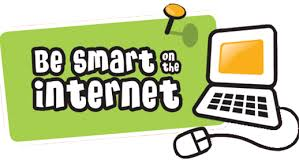 Be smart on the
internet